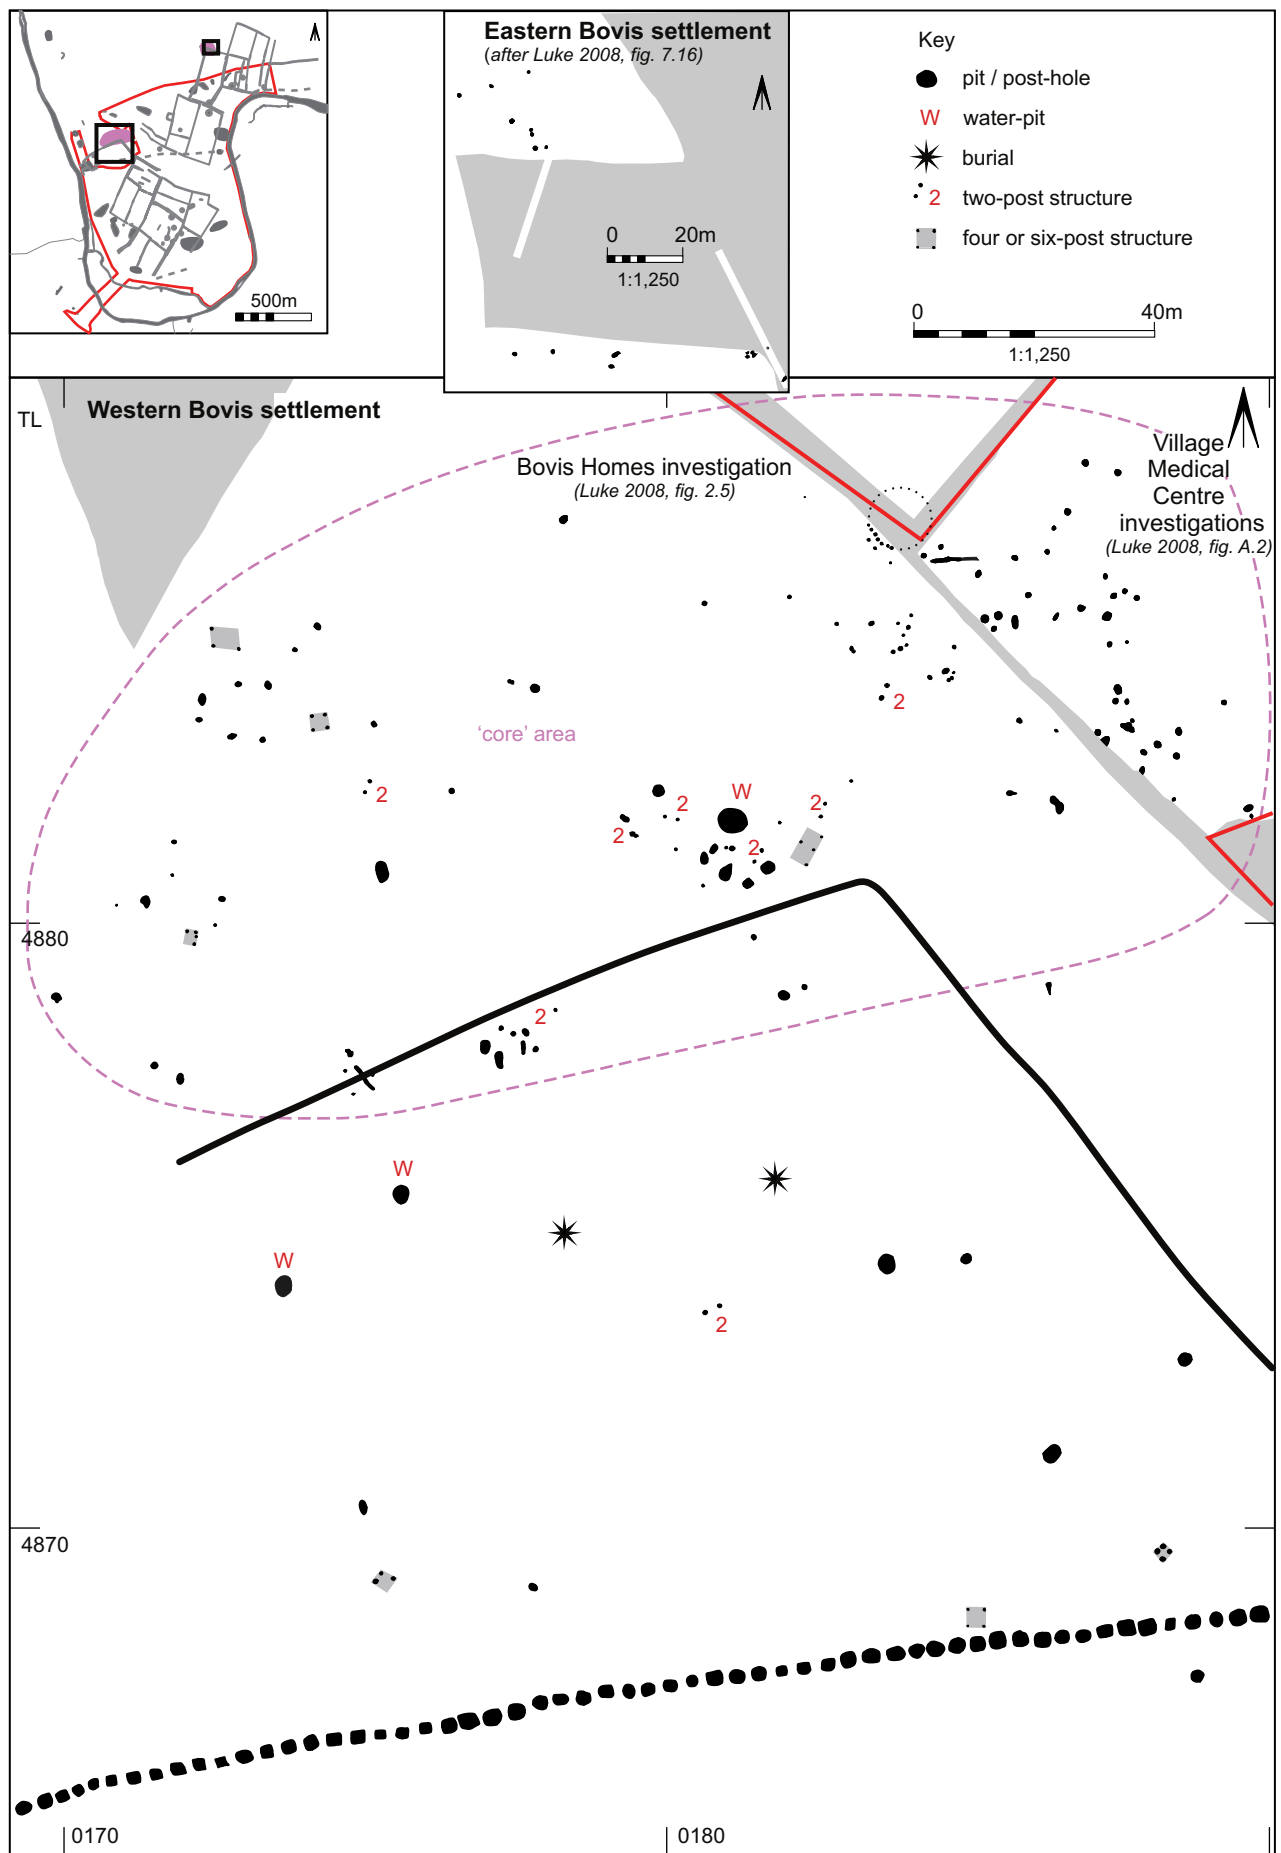 500m
Eastern Bovis settlement
(after Luke 2008, fig. 7.16)
0 20m
1:1,250
Key
pit / post-hole
W water-pit
burial
2 two-post structure
four or six-post structure
0 40m
1:1,250
TL
Western Bovis settlement
Bovis Homes investigation
(Luke 2008, fig. 2.5)
Village
Medical
Centre
investigations
(Luke 2008, fig. A.2)
2
'core' area
2
W
2
2
2
2
4880
2
W
W
2
4870
0170
0180